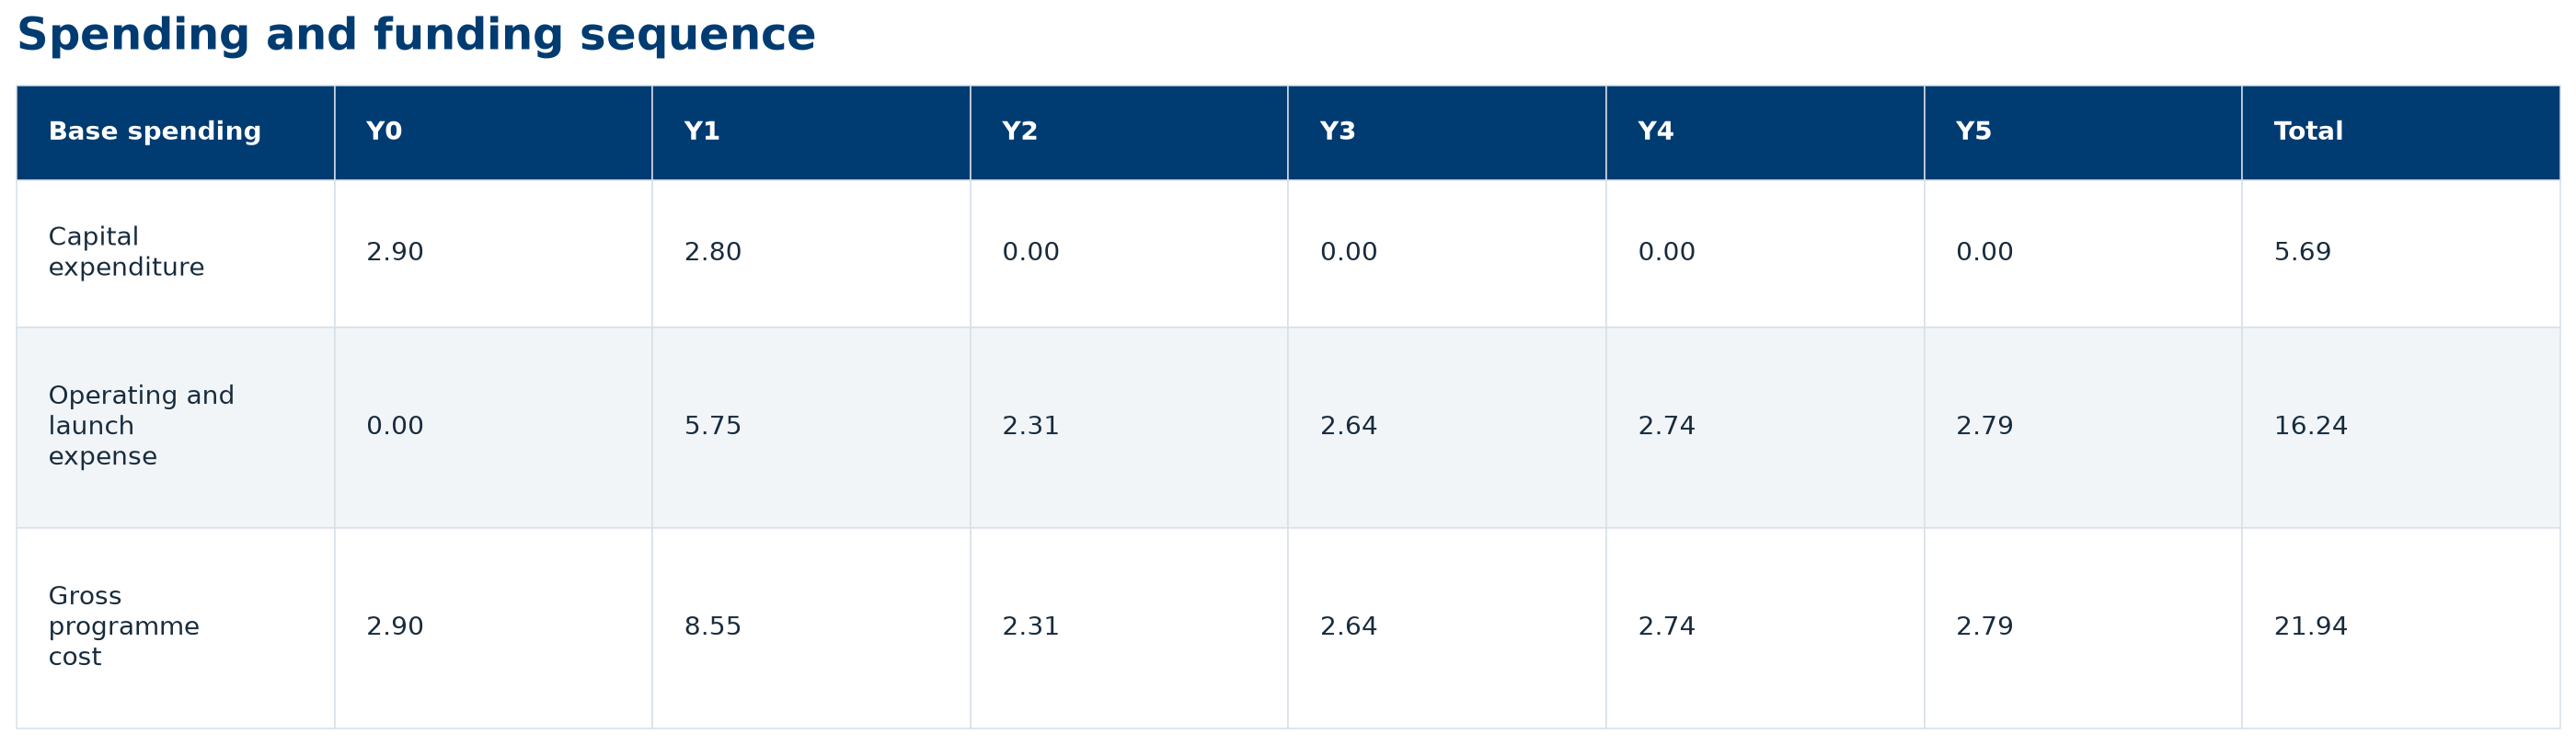 Spending and funding sequence
Base spending Y0 Y1 Y2 Y3 Y4 Y5 Total
Capital
expenditure 2.90 2.80 0.00 0.00 0.00 0.00 5.69
Operating and
launch
expense 0.00 5.75 2.31 2.64 2.74 2.79 16.24
Gross
programme
cost 2.90 8.55 2.31 2.64 2.74 2.79 21.94